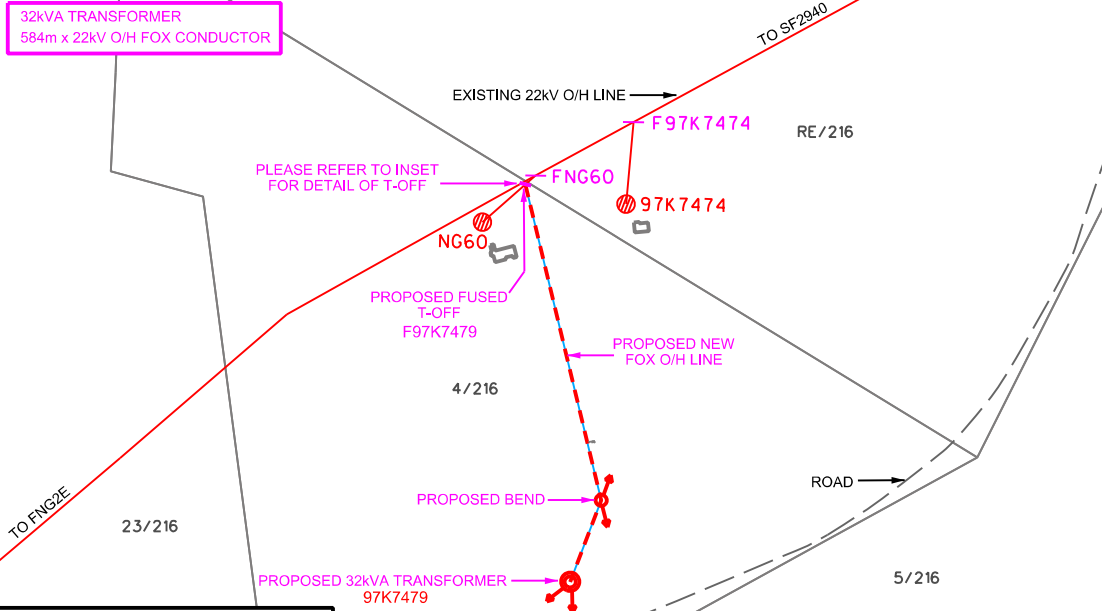 32kVA TRANSFORMER
584m x 22kV O/H FOX CONDUCTOR
TO SF2940
EXISTING 22kV O/H LINE
F97K7474
RE/216
PLEASE REFER TO INSET
FOR DETAIL OF T-OFF
FNG60
97K7474
NG60
PROPOSED FUSED
T-OFF
F97K7479
PROPOSED NEW
FOX O/H LINE
4/216
ROAD
PROPOSED BEND
TO FNG2E
23/216
PROPOSED 32kVA TRANSFORMER
97K7479
5/216